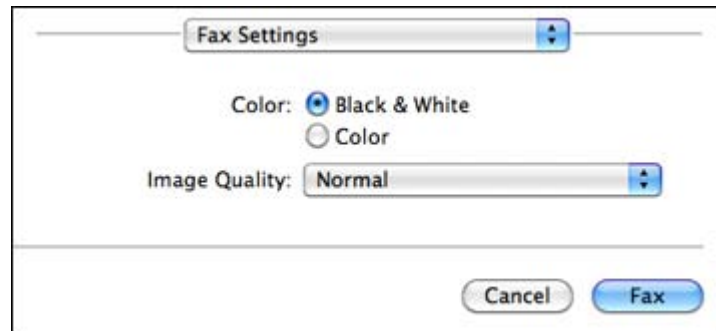 Fax Settings
Color: Black & White
Color
Image Quality: Normal
Cancel Fax